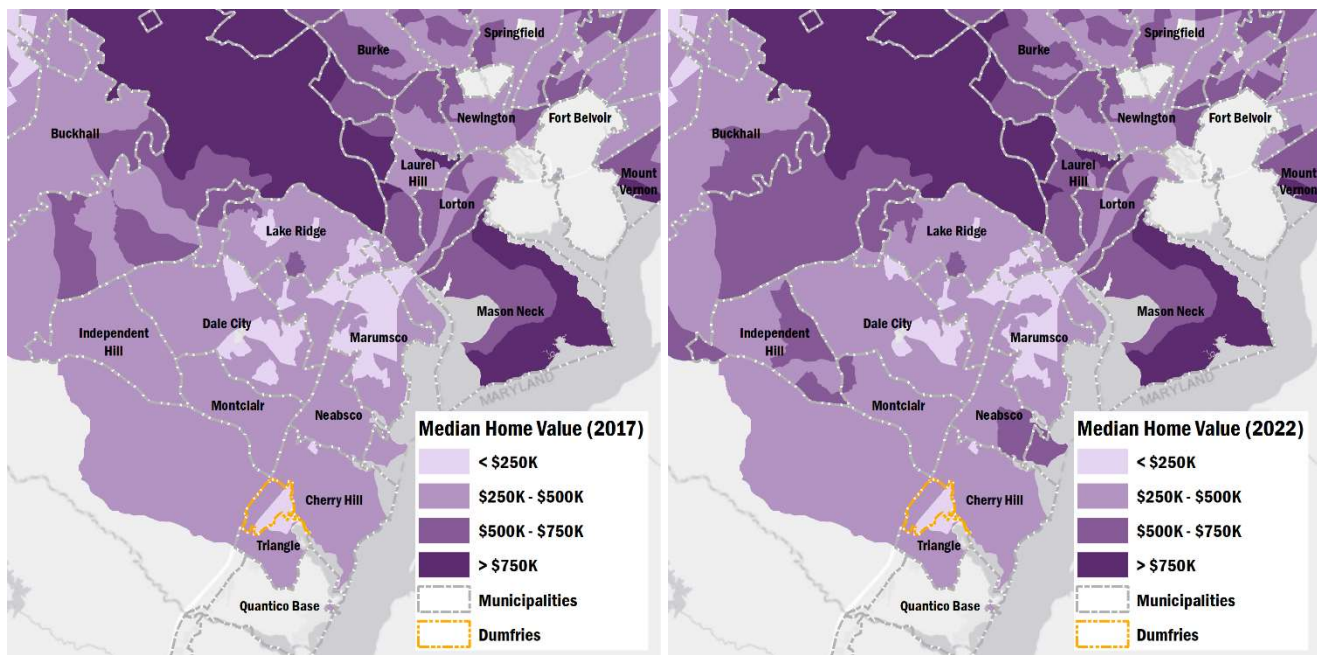 Springfield
Burke
Newington
Fort Belvoir
Buckhall
Laurel
Hill
Mount
Vernon
Lorton
Lake Ridge
Mason Neck
Independent
Hill
Dale City
Marumsco
MARYLAND
Montclair
Neabsco
Cherry Hill
Triangle
Quantico Base
Median Home Value (2017)
< $250K
$250K - $500K
$500K - $750K
> $750K
Municipalities
Dumfries
Springfield
Burke
Newington
Fort Belvoir
Buckhall
Laurel
Hill
Mount
Vernon
Lorton
Lake Ridge
Mason Neck
Independent
Hill
Dale City
Marumsco
MARYLAND
Montclair
Neabsco
Cherry Hill
Triangle
Quantico Base
Median Home Value (2022)
< $250K
$250K - $500K
$500K - $750K
> $750K
Municipalities
Dumfries